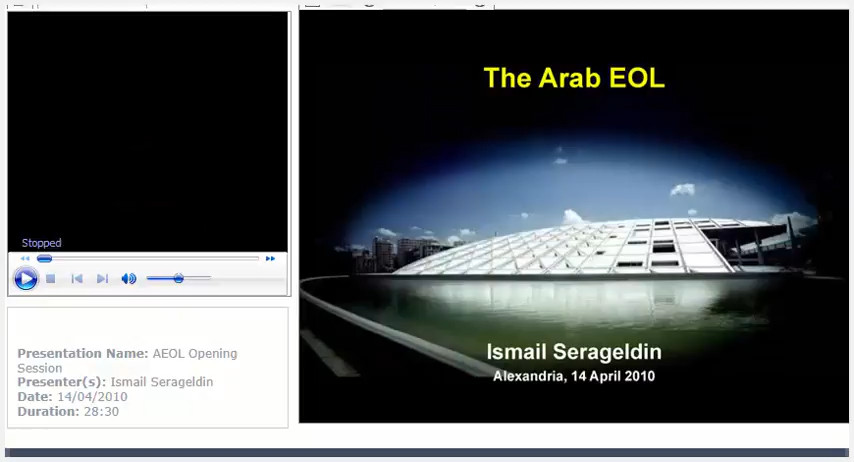 Stopped
Presentation Name: AEOL Opening
Session
Presenter(s): Ismail Serageldin
Date: 14/04/2010
Duration: 28:30
The Arab EOL
Ismail Serageldin
Alexandria, 14 April 2010